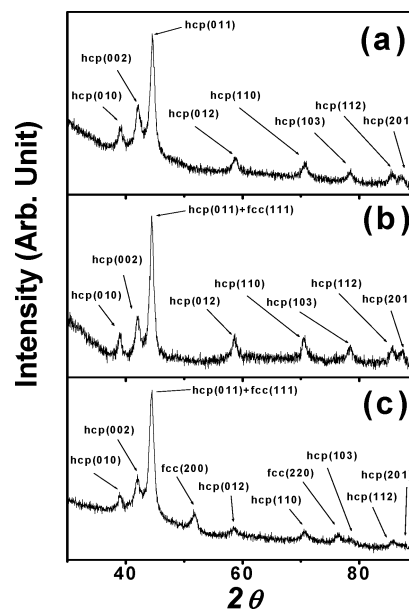 Intensity (Arb. Unit)
hcp(011)
(a)
hcp(002)
hcp(010)
hcp(110)
hcp(012)
hcp(112)
hcp(103)
hcp(201
hcp(011)+fcc(111)
(b)
hcp(002)
hcp(010)
hcp(110)
hcp(112)
hcp(012)
hcp(103)
hcp(201
hcp(011)+fcc(111)
(c)
hcp(002)
hcp(010)
fcc(200)
hcp(012)
hcp(103)
fcc(220)
hcp(201
hcp(110)
hcp(112)
40 60 80
2 θ